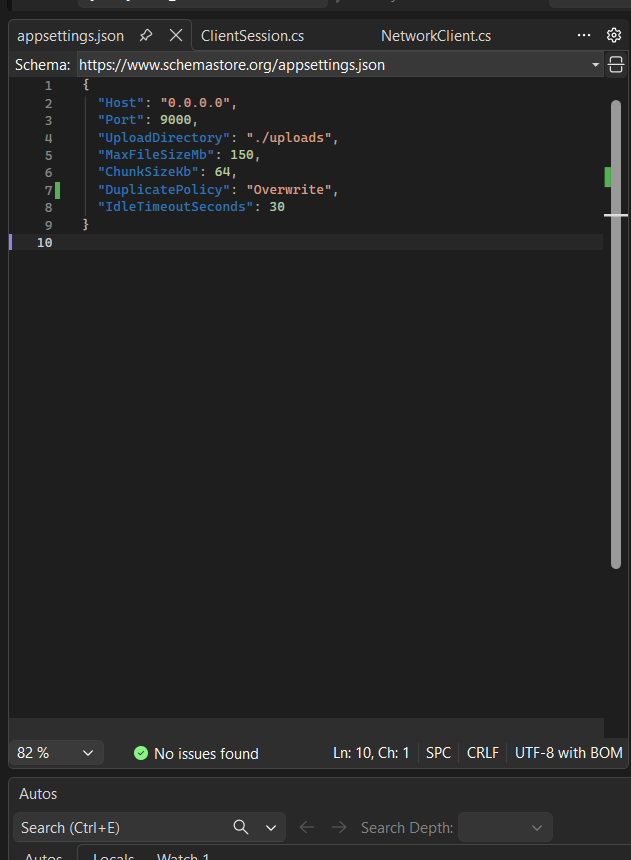 appsettings.json ClientSession.cs NetworkClient.cs
Schema: https://www.schemastore.org/appsettings.json
1 {
2 "Host": "0.0.0.0",
3 "Port": 9000,
4 "UploadDirectory": "./uploads",
5 "MaxFileSizeMb": 150,
6 "ChunkSizeKb": 64,
7 "DuplicatePolicy": "Overwrite",
8 "IdleTimeoutSeconds": 30
9 }
10
82 % No issues found Ln: 10, Ch: 1 SPC CRLF UTF-8 with BOM
Autos
Search (Ctrl+E) Search Depth:
Autos Locals Watch 1